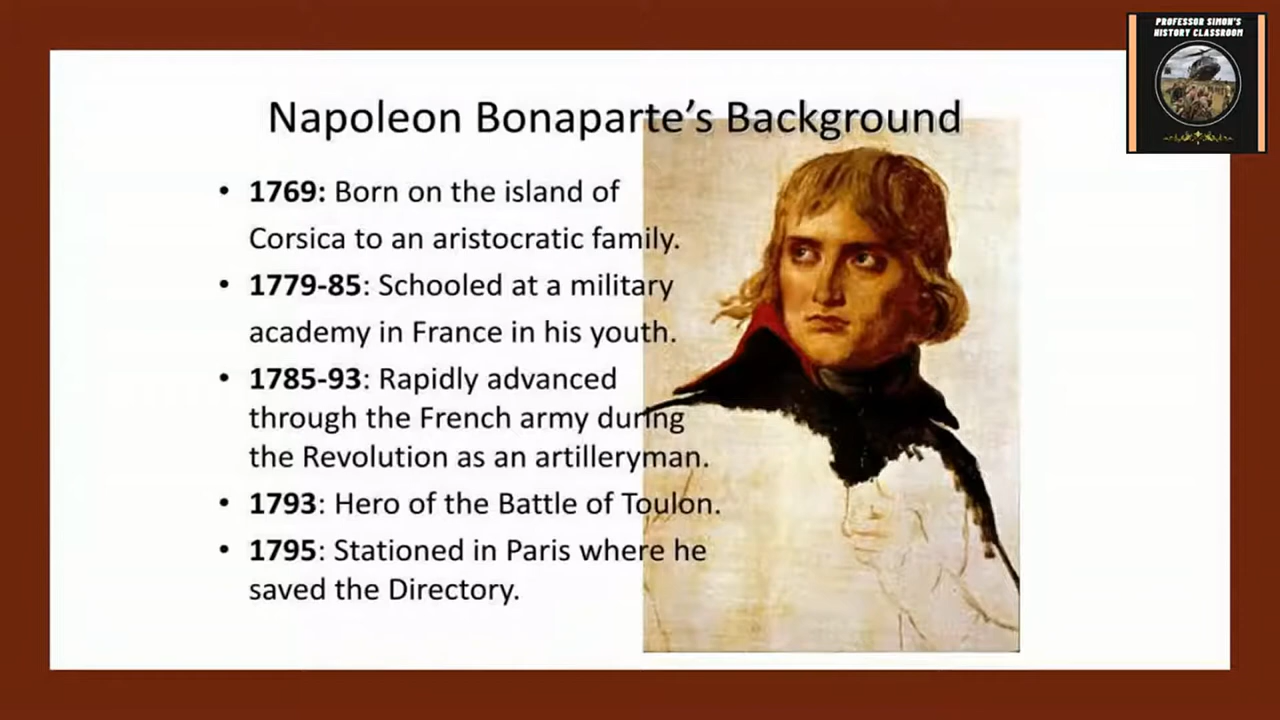 PROFESSOR SIMON'S
HISTORY CLASSROOM
Napoleon Bonaparte's Background
• 1769: Born on the island of
Corsica to an aristocratic family.
• 1779-85: Schooled at a military
academy in France in his youth.
• 1785-93: Rapidly advanced
through the French army during
the Revolution as an artilleryman.
• 1793: Hero of the Battle of Toulon.
• 1795: Stationed in Paris where he
saved the Directory.